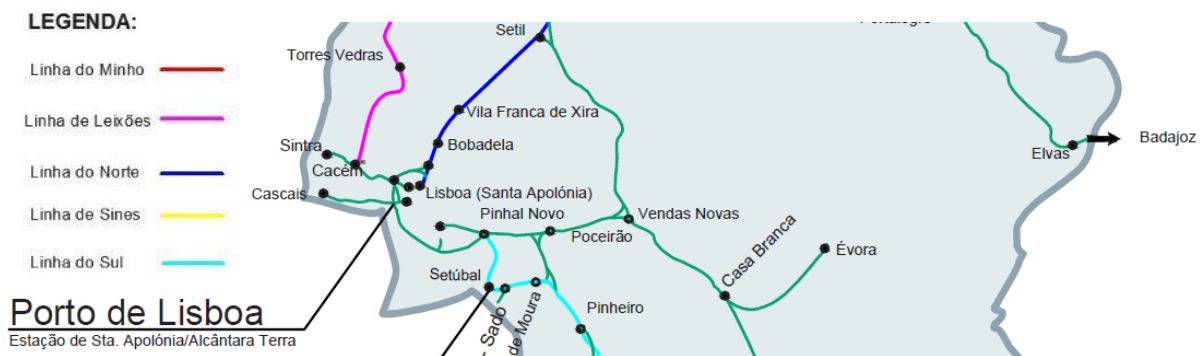 LEGENDA:
Linha do Minho
Linha de Leixões
Linha do Norte
Linha de Sines
Linha do Sul
Porto de Lisboa
Estação de Sta. Apolónia/Alcântara Terra
Setil
Torres Vedras
Vila Franca de Xira
Bobadela
Sintra
Cacém
Cascais
Lisboa (Santa Apolónia)
Pinhal Novo
Poceirão
Vendas Novas
Casa Branca
Évora
Setúbal
- Sado
de Moura
Pinheiro
Elvas
Badajoz